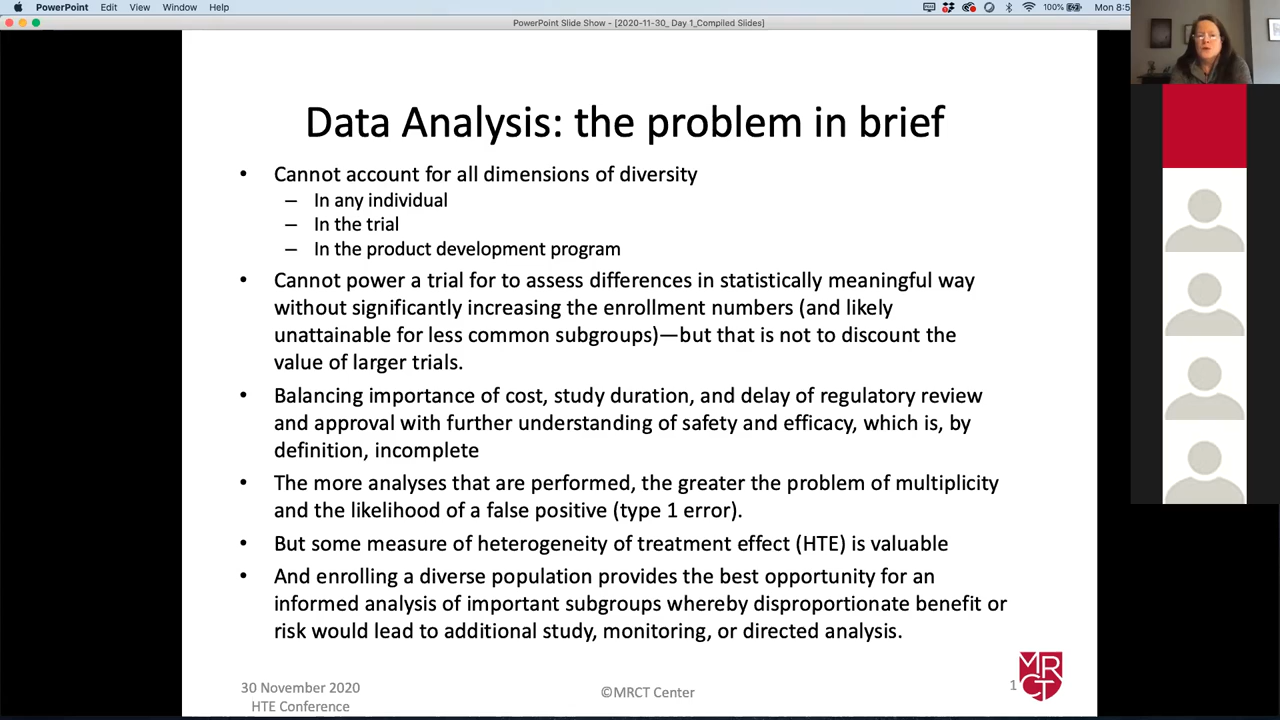 PowerPoint Edit View Window Help 100% Mon 8:5
PowerPoint Slide Show - [2020-11-30_ Day 1_Compiled Slides]
Data Analysis: the problem in brief
• Cannot account for all dimensions of diversity
– In any individual
– In the trial
– In the product development program
• Cannot power a trial for to assess differences in statistically meaningful way
without significantly increasing the enrollment numbers (and likely
unattainable for less common subgroups)—but that is not to discount the
value of larger trials.
• Balancing importance of cost, study duration, and delay of regulatory review
and approval with further understanding of safety and efficacy, which is, by
definition, incomplete
• The more analyses that are performed, the greater the problem of multiplicity
and the likelihood of a false positive (type 1 error).
• But some measure of heterogeneity of treatment effect (HTE) is valuable
• And enrolling a diverse population provides the best opportunity for an
informed analysis of important subgroups whereby disproportionate benefit or
risk would lead to additional study, monitoring, or directed analysis.
30 November 2020
HTE Conference
©MRCT Center
1
MR
CT